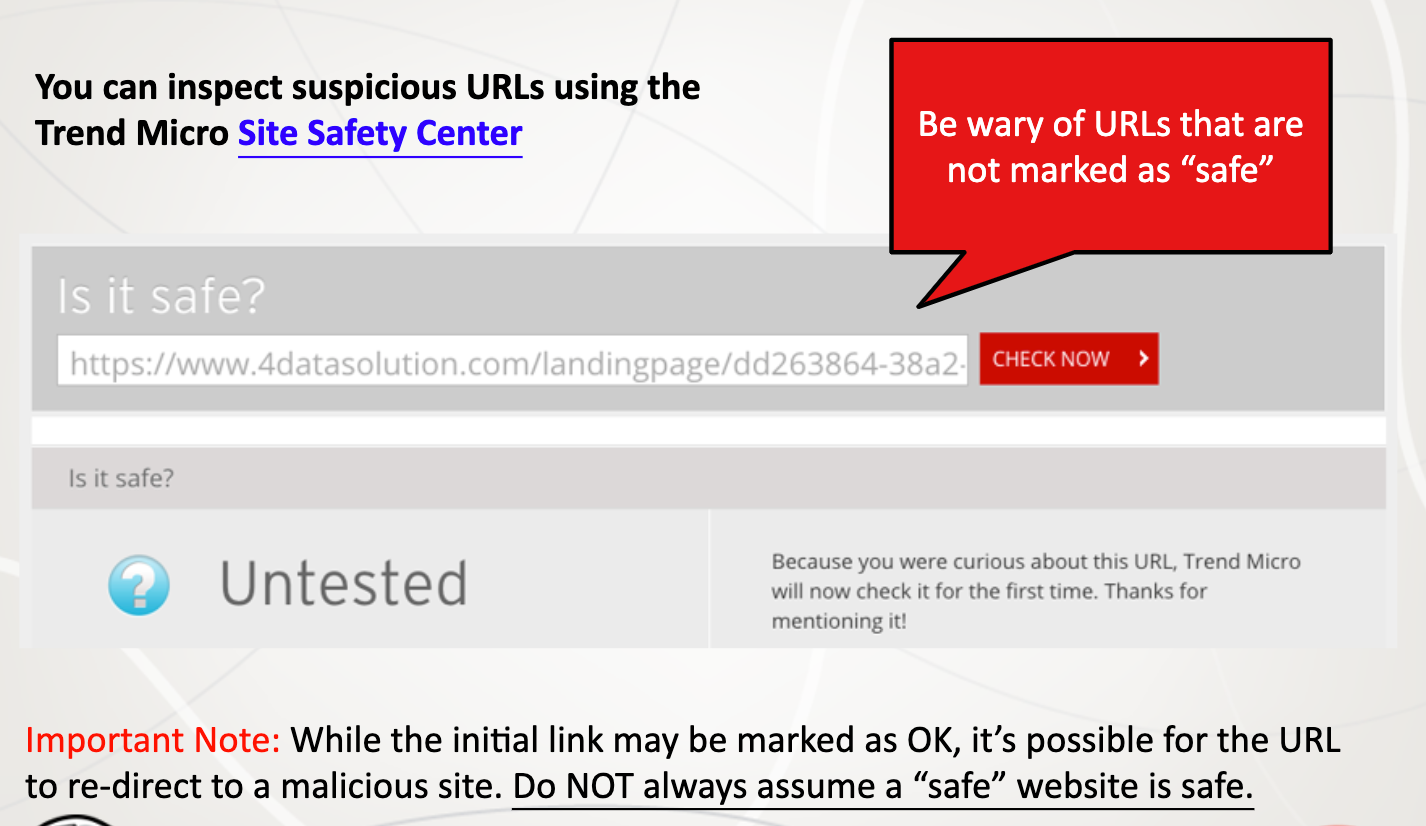 You can inspect suspicious URLs using the
Trend Micro Site Safety Center
Be wary of URLs that are
not marked as “safe”
Is it safe?
https://www.4datasolution.com/landingpage/dd263864-38a2-
CHECK NOW
Is it safe?
Untested
Because you were curious about this URL, Trend Micro
will now check it for the first time. Thanks for
mentioning it!
Important Note: While the initial link may be marked as OK, it’s possible for the URL
to re-direct to a malicious site. Do NOT always assume a “safe” website is safe.